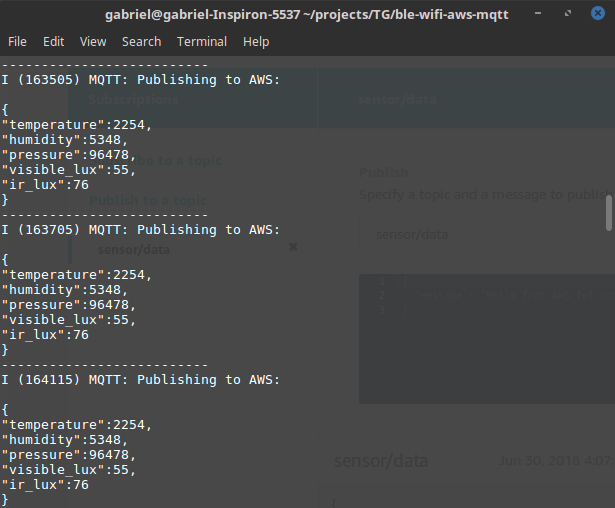 gabriel@gabriel-Inspiron-5537 ~/projects/TG/ble-wifi-aws-mqtt
File Edit View Search Terminal Help
--------------------------
I (163505) MQTT: Publishing to AWS:
Subscriptions
sensor/data
{
"temperature":2254,
"humidity":5348,
"pressure":96478,
"visible_lux":55,
"ir_lux":76
}
be to a topic
Publish
Specify a topic and a message to publish
Publish to a topic
--------------------------
I (163705) MQTT: Publishing to AWS:
sensor/data
sensor/data
{
"temperature":2254,
"humidity":5348,
"pressure":96478,
"visible_lux":55,
"ir_lux":76
}
1
2
3
--------------------------
I (164115) MQTT: Publishing to AWS:
{
"temperature":2254,
"humidity":5348,
"pressure":96478,
"visible_lux":55,
"ir_lux":76
}
sensor/data
Jun 30, 2018 4:07: